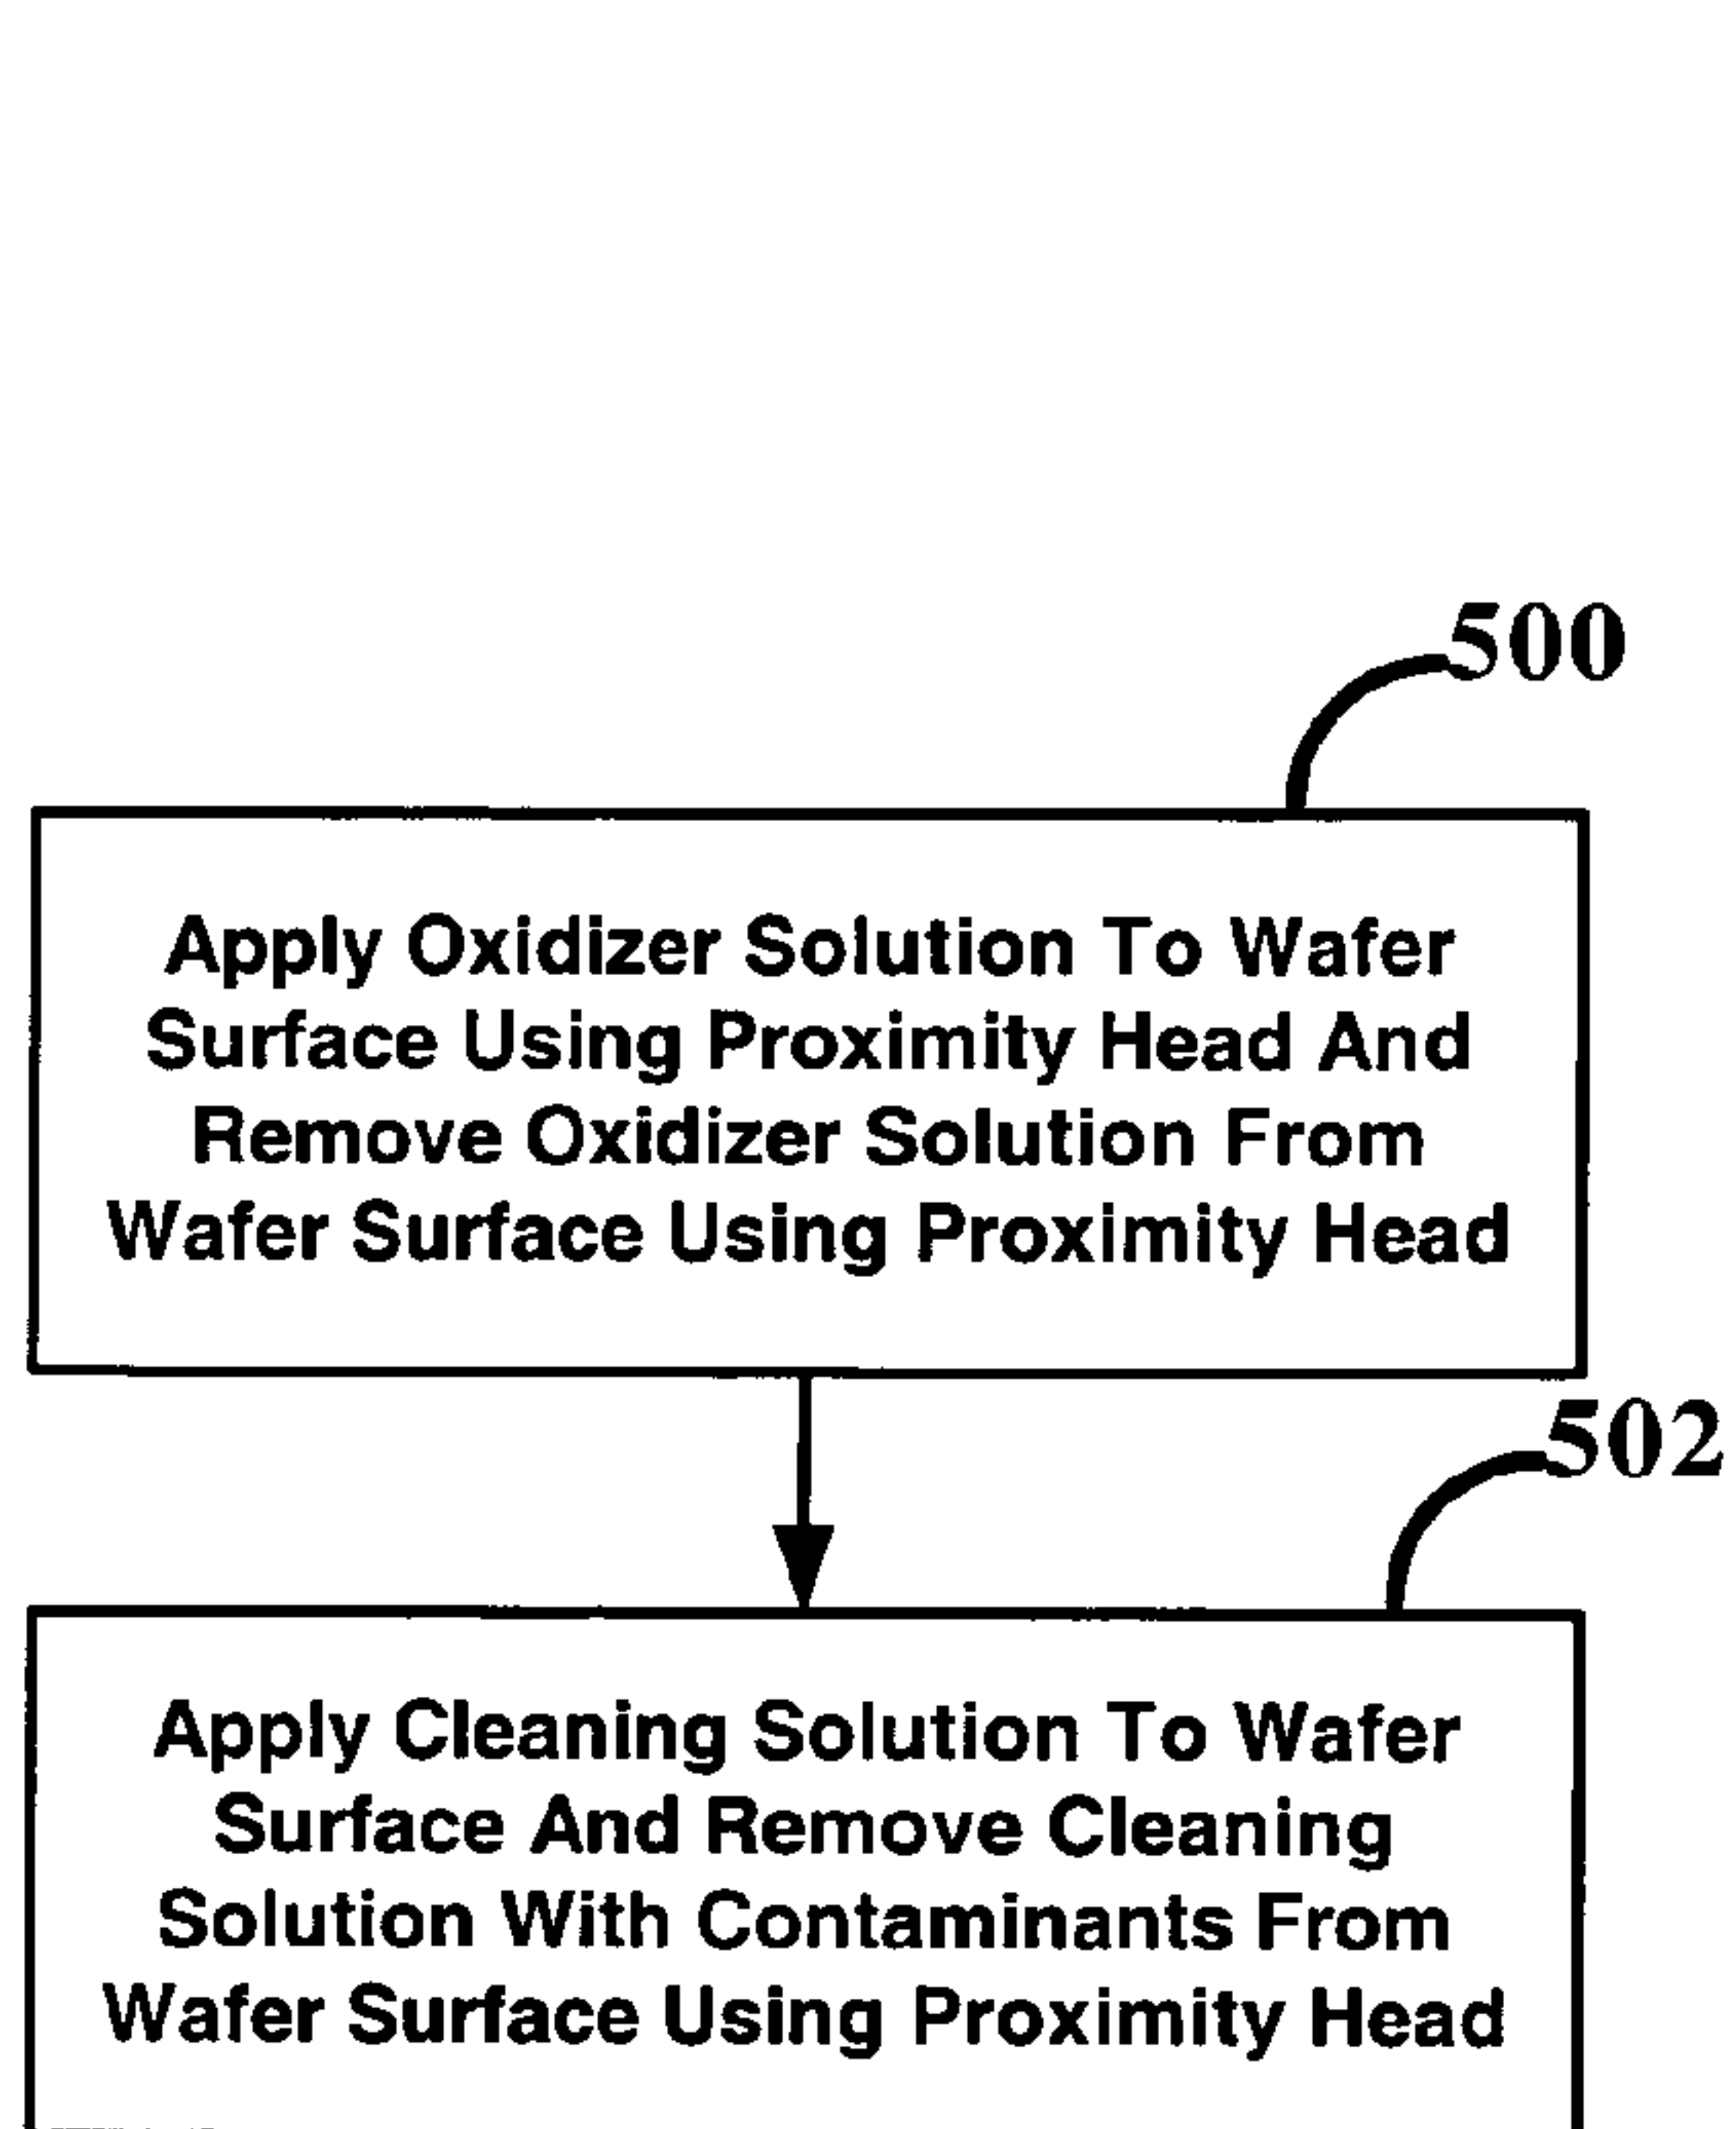 500
Apply Oxidizer Solution To Wafer
Surface Using Proximity Head And
Remove Oxidizer Solution From
Wafer Surface Using Proximity Head
502
Apply Cleaning Solution To Wafer
Surface And Remove Cleaning
Solution With Contaminants From
Wafer Surface Using Proximity Head